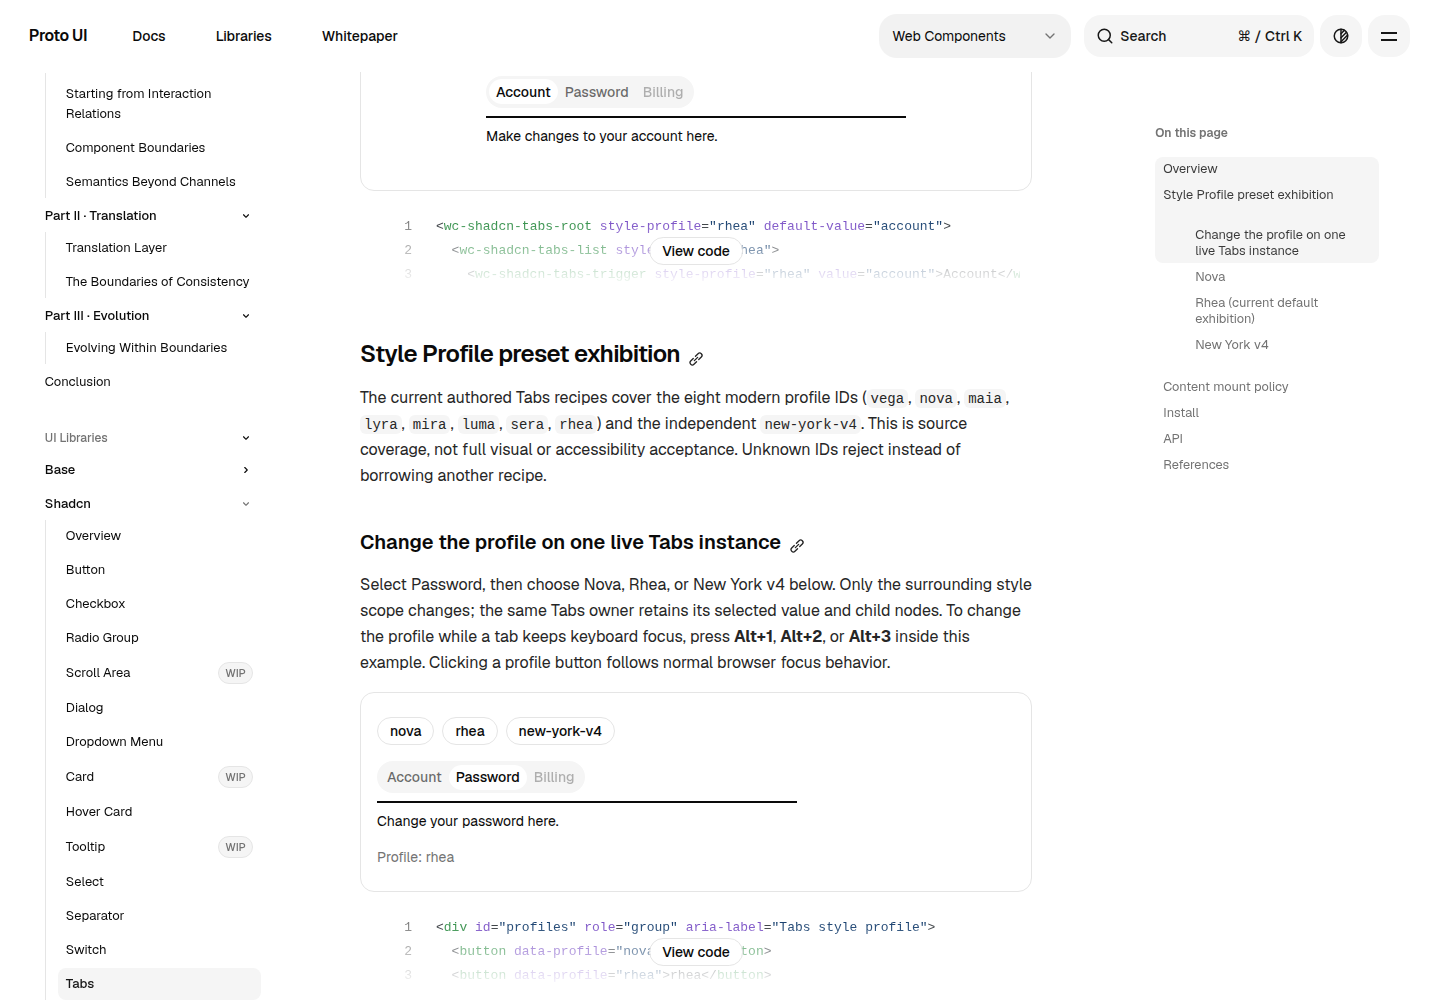 Proto UI
Docs
Libraries
Whitepaper
Web Components
Search
⌘ / Ctrl K
Starting from Interaction
Relations
Component Boundaries
Semantics Beyond Channels
Part II · Translation
Translation Layer
The Boundaries of Consistency
Part III · Evolution
Evolving Within Boundaries
Conclusion
UI Libraries
Base
Shadcn
Overview
Button
Checkbox
Radio Group
Scroll Area WIP
Dialog
Dropdown Menu
Card WIP
Hover Card
Tooltip WIP
Select
Separator
Switch
Tabs
Account Password Billing
Make changes to your account here.
1 <wc-shadcn-tabs-root style-profile="rhea" default-value="account">
2 <wc-shadcn-tabs-list style hea">
View code
3 <wc-shadcn-tabs-trigger style-profile="rhea" value="account">Account</w
Style Profile preset exhibition
The current authored Tabs recipes cover the eight modern profile IDs (vega, nova, maia,
lyra, mira, luma, sera, rhea) and the independent new-york-v4. This is source
coverage, not full visual or accessibility acceptance. Unknown IDs reject instead of
borrowing another recipe.
Change the profile on one live Tabs instance
Select Password, then choose Nova, Rhea, or New York v4 below. Only the surrounding style
scope changes; the same Tabs owner retains its selected value and child nodes. To change
the profile while a tab keeps keyboard focus, press Alt+1, Alt+2, or Alt+3 inside this
example. Clicking a profile button follows normal browser focus behavior.
nova rhea new-york-v4
Account Password Billing
Change your password here.
Profile: rhea
1 <div id="profiles" role="group" aria-label="Tabs style profile">
2 <button data-profile="nova ton>
View code
3 <button data-profile="rhea">rhea</button>
On this page
Overview
Style Profile preset exhibition
Change the profile on one
live Tabs instance
Nova
Rhea (current default
exhibition)
New York v4
Content mount policy
Install
API
References